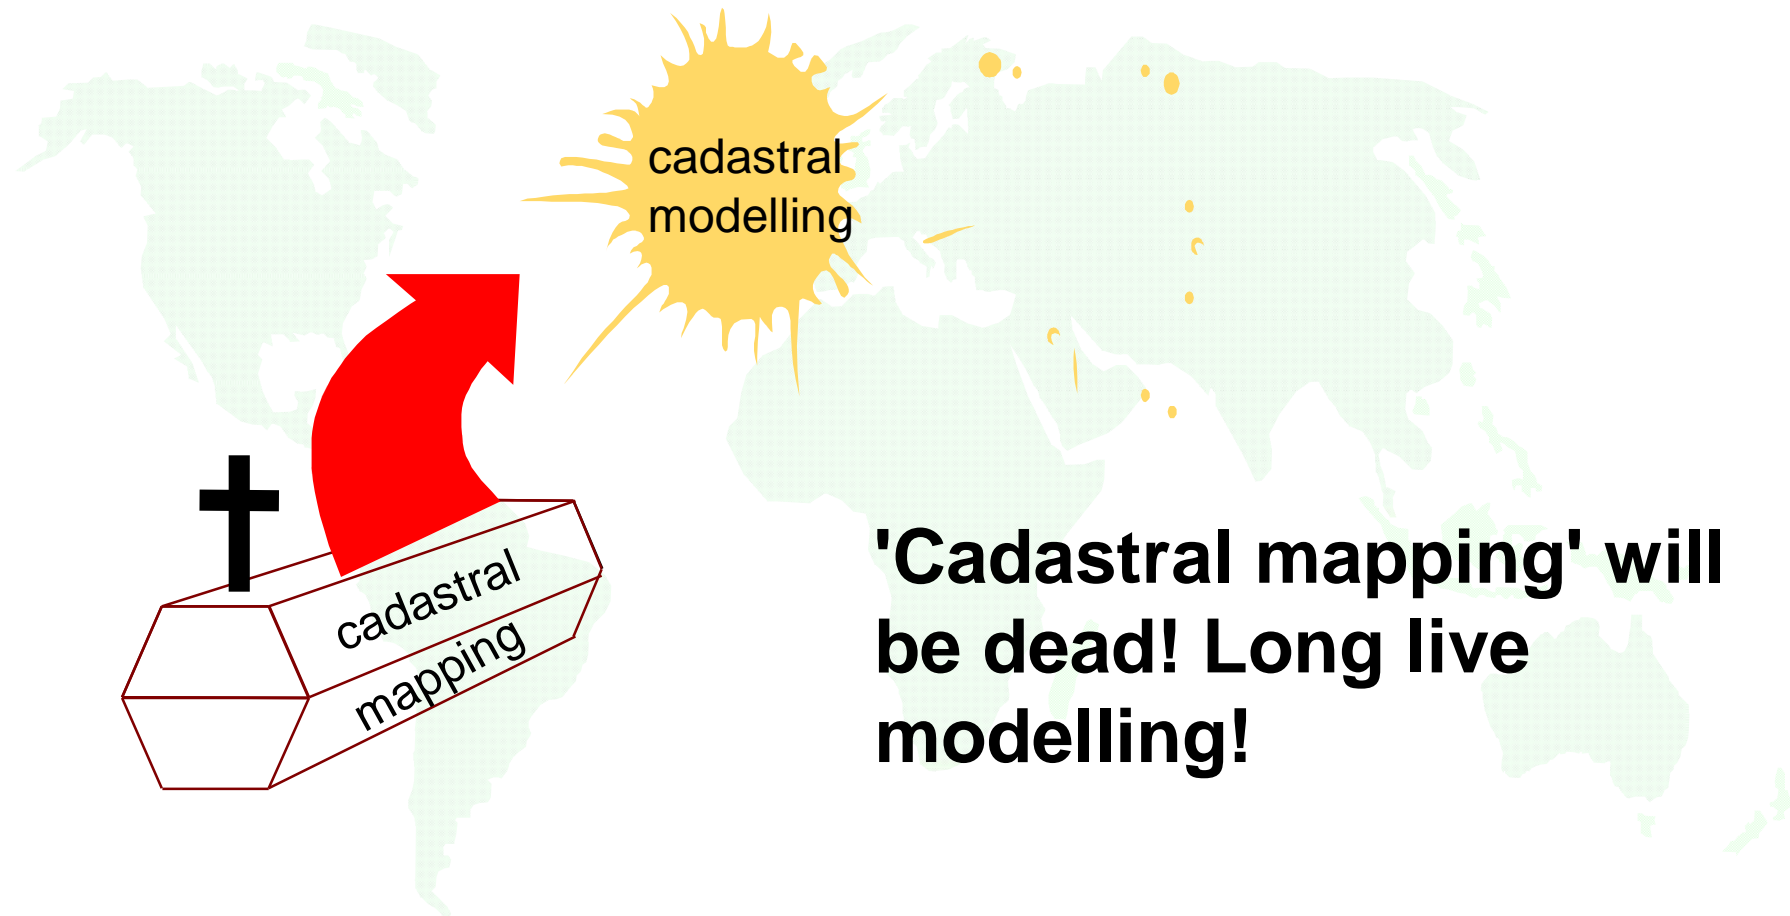 cadastral
modelling
cadastral
mapping
'Cadastral mapping' will
be dead! Long live
modelling!